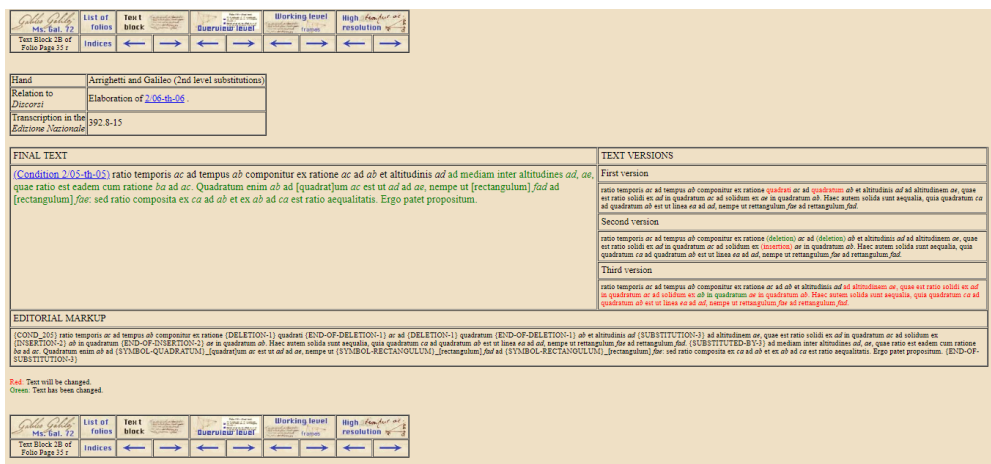 Galileo Galilei
Ms. Gal. 72
List of folios
Text block
Overview level
Working level
frames
High resolution
Text Block 2B of
Folio Page 35 r
Indices
Hand Arrighetti and Galileo (2nd level substitutions)
Relation to Discorsi Elaboration of 2/06-th-06 .
Transcription in the Edizione Nazionale 392.8-15
FINAL TEXT
(Condition 2/05-th-05) ratio temporis ac ad tempus ab componitur ex ratione ac ad ab et altitudinis ad ad mediam inter altitudines ad, ae,
quae ratio est eadem cum ratione ba ad ac. Quadratum enim ab ad [quadrat]um ac est ut ad ad ae, nempe ut [rectangulum] fad ad
[rectangulum] fae: sed ratio composita ex ca ad ab et ex ab ad ca est ratio aequalitatis. Ergo patet propositum.
TEXT VERSIONS
First version
ratio temporis ac ad tempus ab componitur ex ratione quadrati ac ad quadratum ab et altitudinis ad ad altitudinem ae, quae
est ratio solidi ex ad in quadratum ac ad solidum ex ae in quadratum ab. Haec autem solida sunt aequalia, quia quadratum ca
ad quadratum ab est ut linea ea ad ad, nempe ut rettangulum fae ad rettangulum fad.
Second version
ratio temporis ac ad tempus ab componitur ex ratione (deletion) ac ad (deletion) ab et altitudinis ad ad altitudinem ae, quae
est ratio solidi ex ad in quadratum ac ad solidum ex (insertion) ae in quadratum ab. Haec autem solida sunt aequalia, quia
quadratum ca ad quadratum ab est ut linea ea ad ad, nempe ut rettangulum fae ad rettangulum fad.
Third version
ratio temporis ac ad tempus ab componitur ex ratione ac ad ab et altitudinis ad ad altitudinem ae, quae est ratio solidi ex ad
in quadratum ac ad solidum ex ab in quadratum ae in quadratum ab. Haec autem solida sunt aequalia, quia quadratum ca ad
quadratum ab est ut linea ea ad ad, nempe ut rettangulum fae ad rettangulum fad.
EDITORIAL MARKUP
{COND_205} ratio temporis ac ad tempus ab componitur ex ratione {DELETION-1} quadrati {END-OF-DELETION-1} ac ad {DELETION-1} quadratum {END-OF-DELETION-1} ab et altitudinis ad {SUBSTITUTION-3} ad altitudinem ae, quae est ratio solidi ex ad in quadratum ac ad solidum ex
{INSERTION-2} ab in quadratum {END-OF-INSERTION-2} ae in quadratum ab. Haec autem solida sunt aequalia, quia quadratum ca ad quadratum ab est ut linea ea ad ad, nempe ut rettangulum fae ad rettangulum fad. {SUBSTITUTED-BY-3} ad mediam inter altitudines ad, ae, quae ratio est eadem cum ratione
ba ad ac. Quadratum enim ab ad {SYMBOL-QUADRATUM}_[quadrat]um ac est ut ad ad ae, nempe ut {SYMBOL-RECTANGULUM}_[rectangulum] fad ad {SYMBOL-RECTANGULUM}_[rectangulum] fae: sed ratio composita ex ca ad ab et ex ab ad ca est ratio aequalitatis. Ergo patet propositum. {END-OF-
SUBSTITUTION-3}
Red: Text will be changed.
Green: Text has been changed.
Galileo Galilei
Ms. Gal. 72
List of folios
Text block
Overview level
Working level
frames
High resolution
Text Block 2B of
Folio Page 35 r
Indices